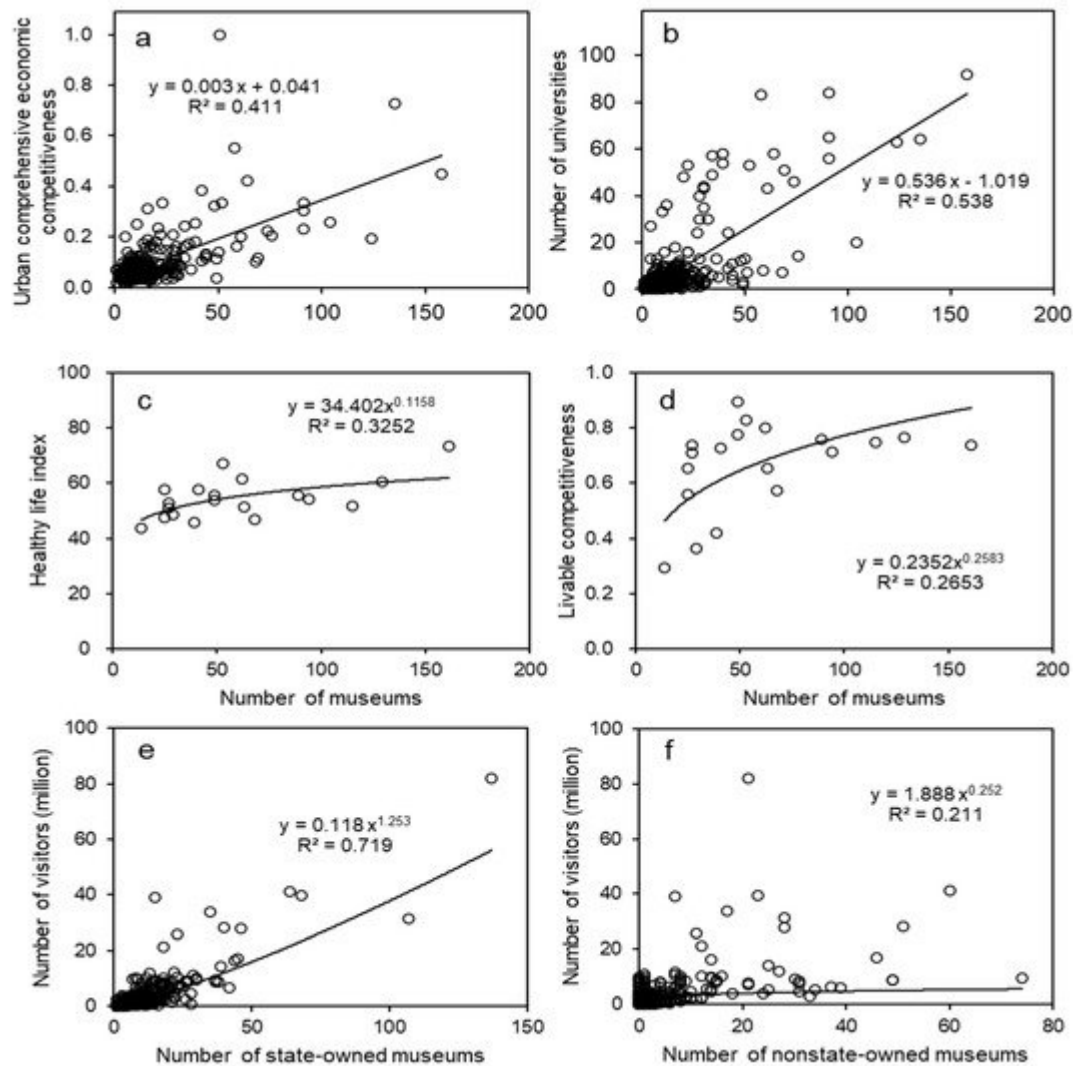 a
Urban comprehensive economic
competitiveness
y = 0.003x + 0.041
R² = 0.411
1.0
0.8
0.6
0.4
0.2
0.0
0 50 100 150 200
b
Number of universities
y = 0.536x - 1.019
R² = 0.538
100
80
60
40
20
0
0 50 100 150 200
c
Healthy life index
y = 34.402x^0.1158
R² = 0.3252
100
80
60
40
20
0
0 50 100 150 200
Number of museums
d
Livable competitiveness
y = 0.2352x^0.2583
R² = 0.2653
1.0
0.8
0.6
0.4
0.2
0.0
0 50 100 150 200
Number of museums
e
Number of visitors (million)
y = 0.118x^1.253
R² = 0.719
100
80
60
40
20
0
0 50 100 150
Number of state-owned museums
f
Number of visitors (million)
y = 1.888x^0.252
R² = 0.211
100
80
60
40
20
0
0 20 40 60 80
Number of nonstate-owned museums